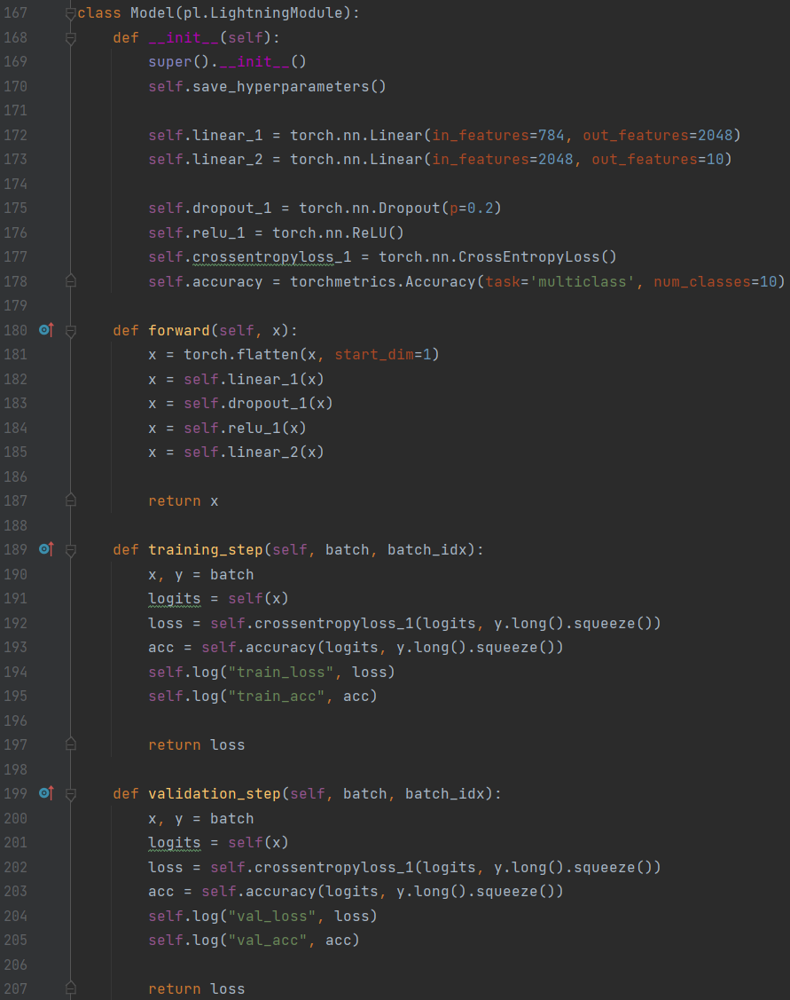 167 class Model(pl.LightningModule):
168     def __init__(self):
169         super().__init__()
170         self.save_hyperparameters()
171
172         self.linear_1 = torch.nn.Linear(in_features=784, out_features=2048)
173         self.linear_2 = torch.nn.Linear(in_features=2048, out_features=10)
174
175         self.dropout_1 = torch.nn.Dropout(p=0.2)
176         self.relu_1 = torch.nn.ReLU()
177         self.crossentropyloss_1 = torch.nn.CrossEntropyLoss()
178         self.accuracy = torchmetrics.Accuracy(task='multiclass', num_classes=10)
179
180     def forward(self, x):
181         x = torch.flatten(x, start_dim=1)
182         x = self.linear_1(x)
183         x = self.dropout_1(x)
184         x = self.relu_1(x)
185         x = self.linear_2(x)
186
187         return x
188
189     def training_step(self, batch, batch_idx):
190         x, y = batch
191         logits = self(x)
192         loss = self.crossentropyloss_1(logits, y.long().squeeze())
193         acc = self.accuracy(logits, y.long().squeeze())
194         self.log("train_loss", loss)
195         self.log("train_acc", acc)
196
197         return loss
198
199     def validation_step(self, batch, batch_idx):
200         x, y = batch
201         logits = self(x)
202         loss = self.crossentropyloss_1(logits, y.long().squeeze())
203         acc = self.accuracy(logits, y.long().squeeze())
204         self.log("val_loss", loss)
205         self.log("val_acc", acc)
206
207         return loss